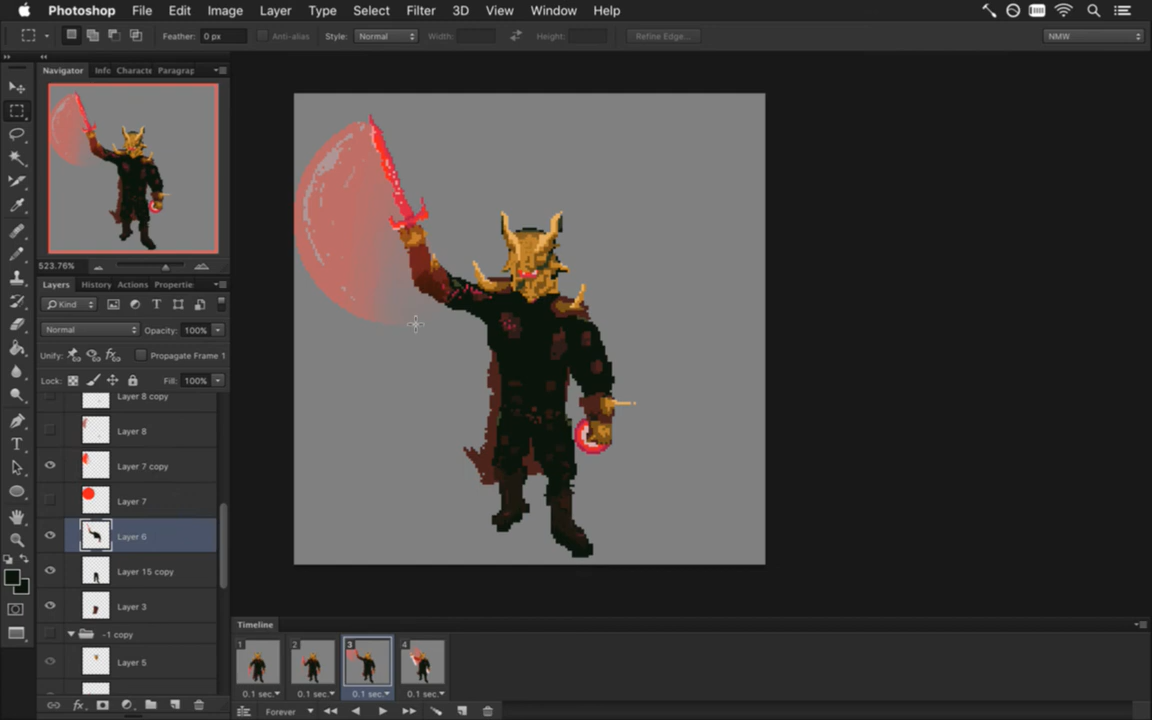 Photoshop File Edit Image Layer Type Select Filter 3D View Window Help
Feather: 0 px Anti-alias Style: Normal Width: Height: Refine Edge... NMW
Navigator Info Characte Paragrap
523.76%
Layers History Actions Propertie
Kind
Normal Opacity: 100%
Unify: Propagate Frame 1
Lock: Fill: 100%
Layer 8 copy
Layer 8
Layer 7 copy
Layer 7
Layer 6
Layer 15 copy
Layer 3
-1 copy
Layer 5
Timeline
1 2 3 4
0.1 sec. 0.1 sec. 0.1 sec. 0.1 sec.
Forever